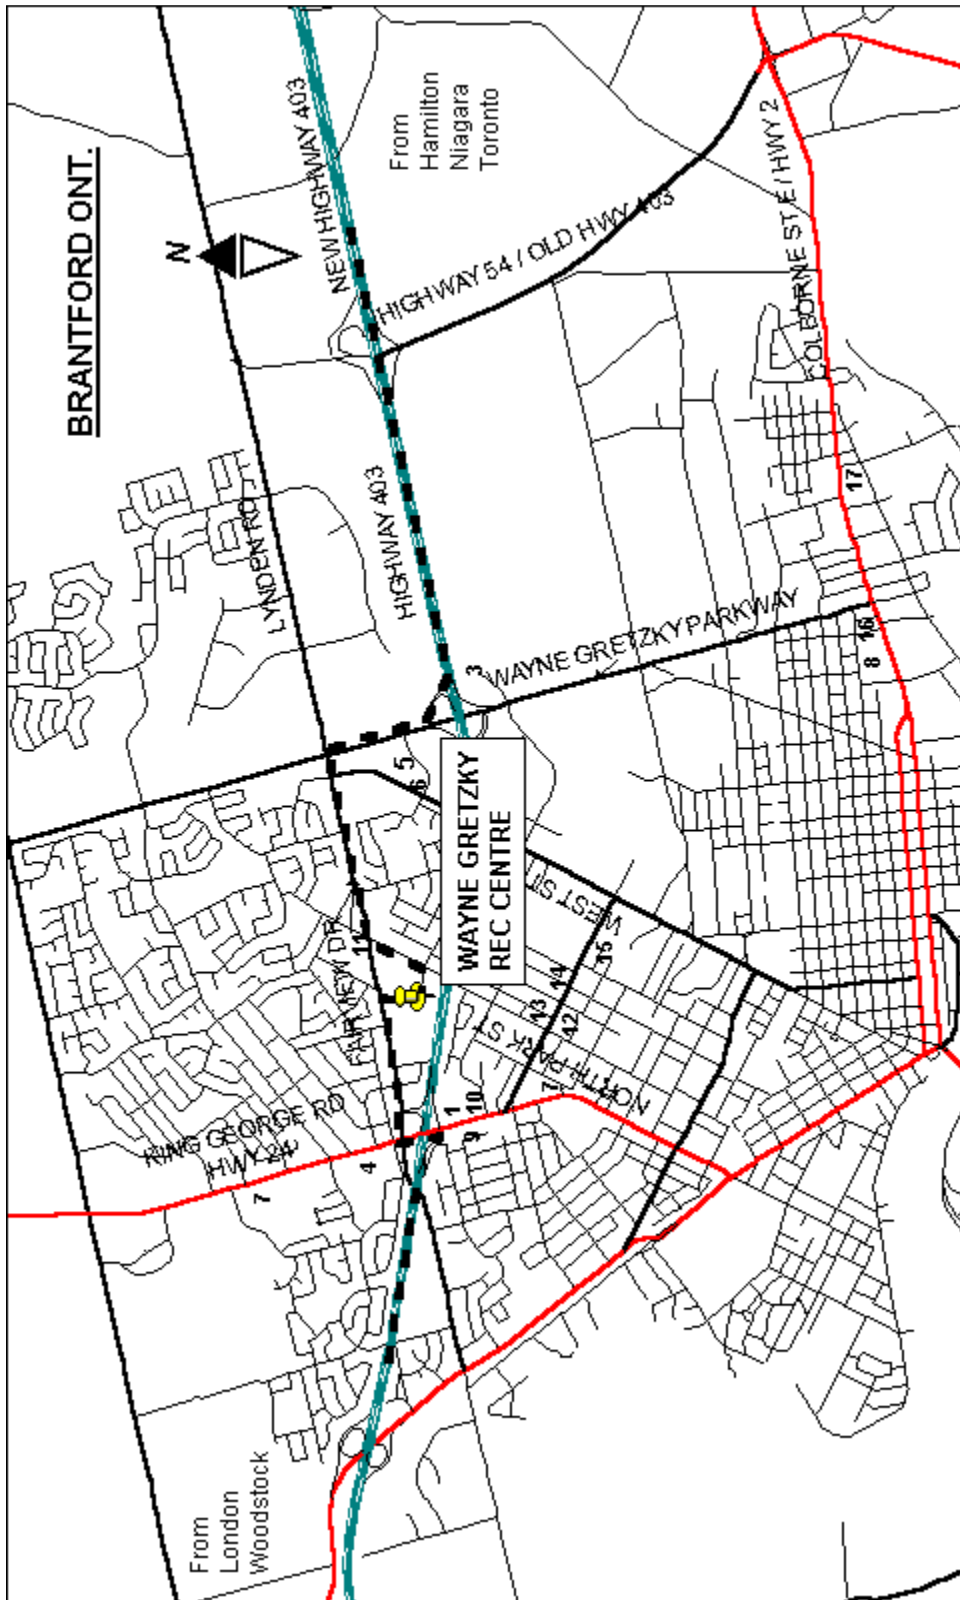 BRANTFORD ONT.
N
From
Hamilton
Niagara
Toronto
NEW HIGHWAY 403
HIGHWAY 54 / OLD HWY 403
COLBORNE ST E / HWY 2
LYNDEN RD
HIGHWAY 403
WAYNE GRETZKY PARKWAY
3
17
16
8
5
6
WAYNE GRETZKY
REC CENTRE
FAIRVIEW DR
11
WEST ST
15
14
13
12
NORTH PARK ST
7
KING GEORGE RD
HWY 24
1
10
9
4
7
From
London
Woodstock